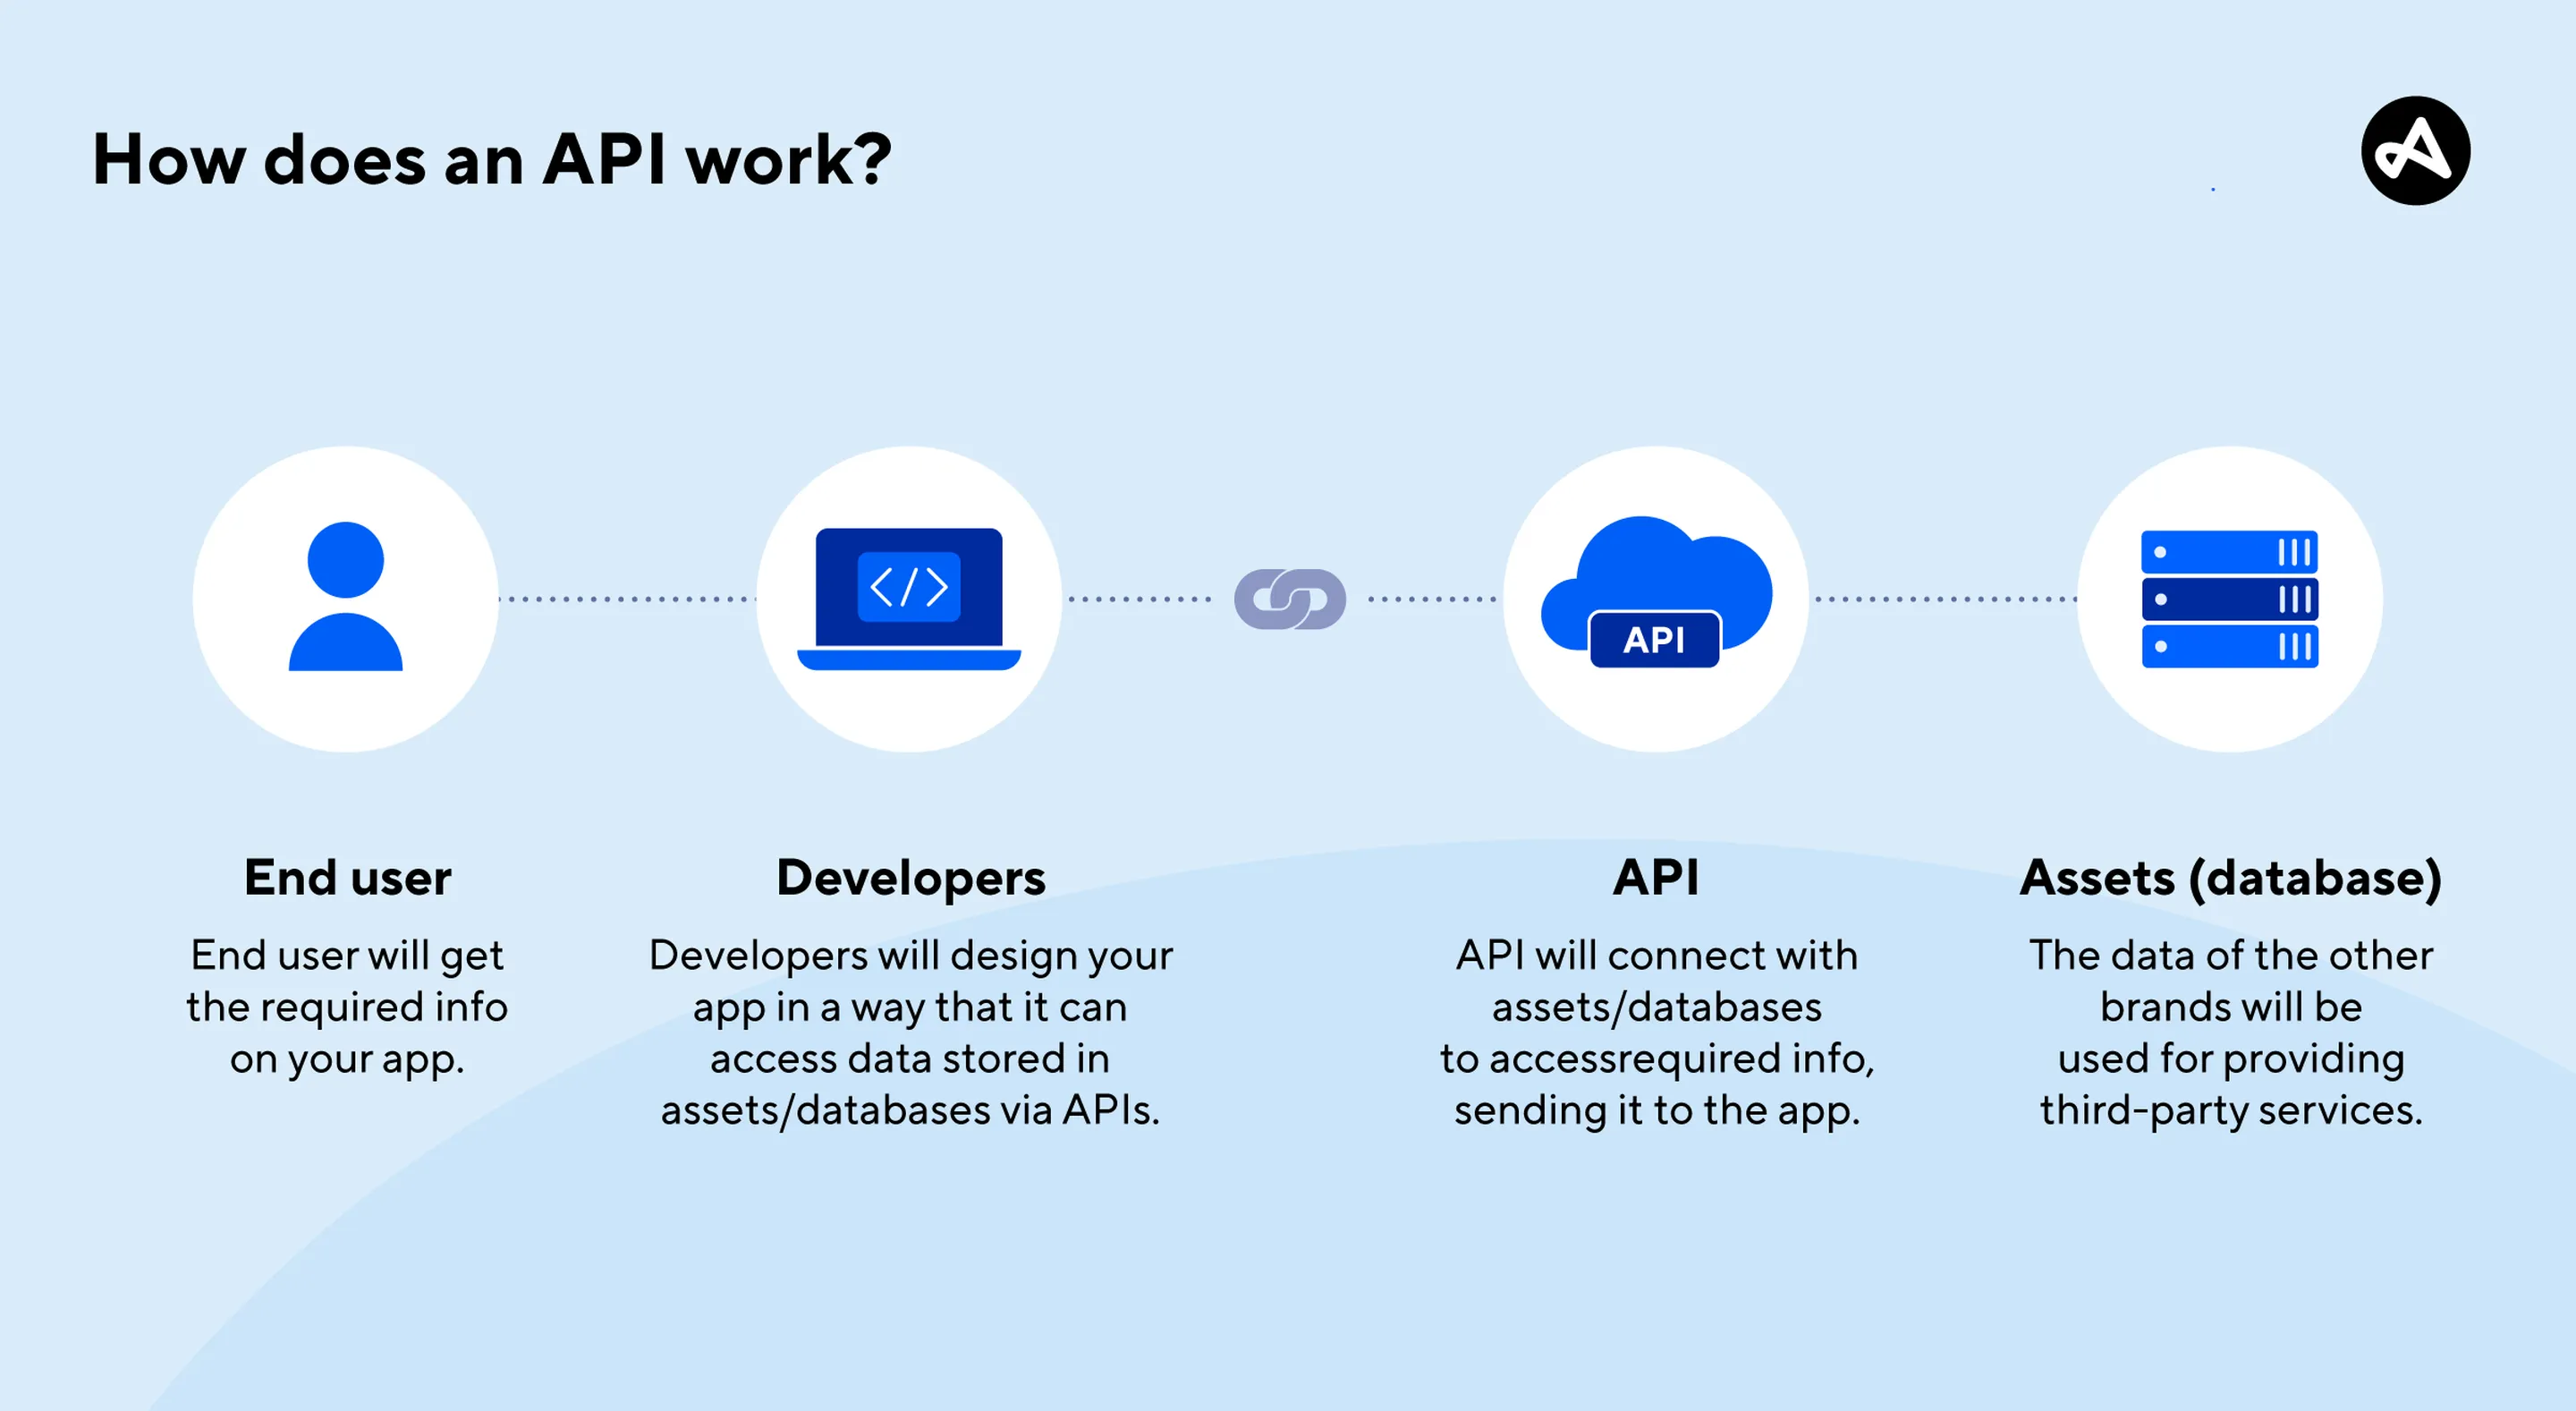 How does an API work?
</>
API
End user
End user will get
the required info
on your app.
Developers
Developers will design your
app in a way that it can
access data stored in
assets/databases via APIs.
API
API will connect with
assets/databases
to accessrequired info,
sending it to the app.
Assets (database)
The data of the other
brands will be
used for providing
third-party services.